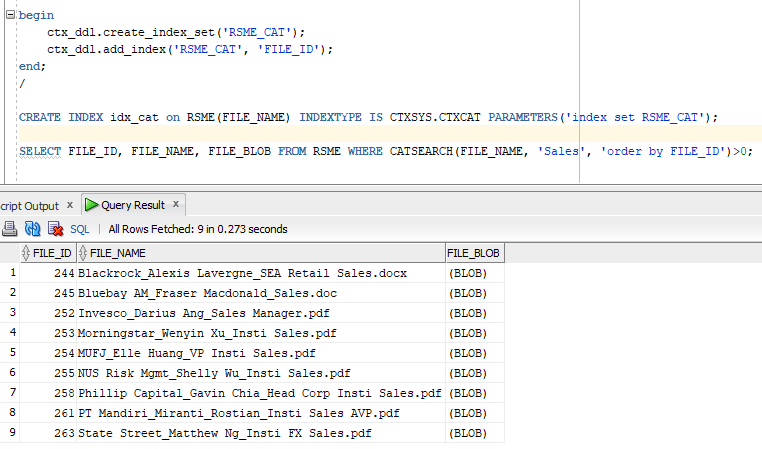 begin
ctx_ddl.create_index_set('RSME_CAT');
ctx_ddl.add_index('RSME_CAT', 'FILE_ID');
end;
/
CREATE INDEX idx_cat on RSME(FILE_NAME) INDEXTYPE IS CTXSYS.CTXCAT PARAMETERS('index set RSME_CAT');
SELECT FILE_ID, FILE_NAME, FILE_BLOB FROM RSME WHERE CATSEARCH(FILE_NAME, 'Sales', 'order by FILE_ID')>0;
cript Output x Query Result x
SQL | All Rows Fetched: 9 in 0.273 seconds
FILE_ID FILE_NAME FILE_BLOB
1 244 Blackrock_Alexis Lavergne_SEA Retail Sales.docx (BLOB)
2 245 Bluebay AM_Fraser Macdonald_Sales.doc (BLOB)
3 252 Invesco_Darius Ang_Sales Manager.pdf (BLOB)
4 253 Morningstar_Wenyin Xu_Insti Sales.pdf (BLOB)
5 254 MUFJ_Elle Huang_VP Insti Sales.pdf (BLOB)
6 255 NUS Risk Mgmt_Shelly Wu_Insti Sales.pdf (BLOB)
7 258 Phillip Capital_Gavin Chia_Head Corp Insti Sales.pdf (BLOB)
8 261 PT Mandiri_Miranti_Rostian_Insti Sales AVP.pdf (BLOB)
9 263 State Street_Matthew Ng_Insti FX Sales.pdf (BLOB)